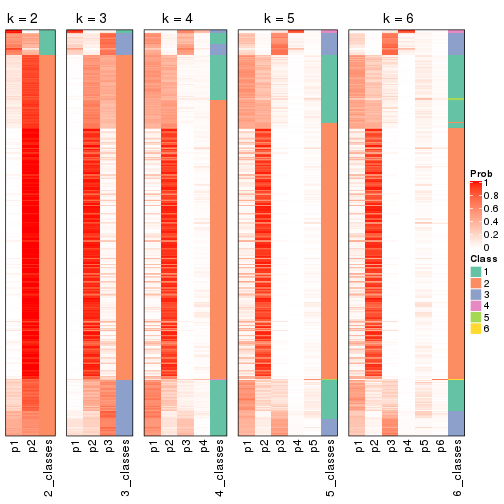 k = 2
k = 3
k = 4
k = 5
k = 6
p1
p2
2_classes
p1
p2
p3
3_classes
p1
p2
p3
p4
4_classes
p1
p2
p3
p4
p5
5_classes
p1
p2
p3
p4
p5
p6
6_classes
Prob
1
0.8
0.6
0.4
0.2
0
Class
1
2
3
4
5
6